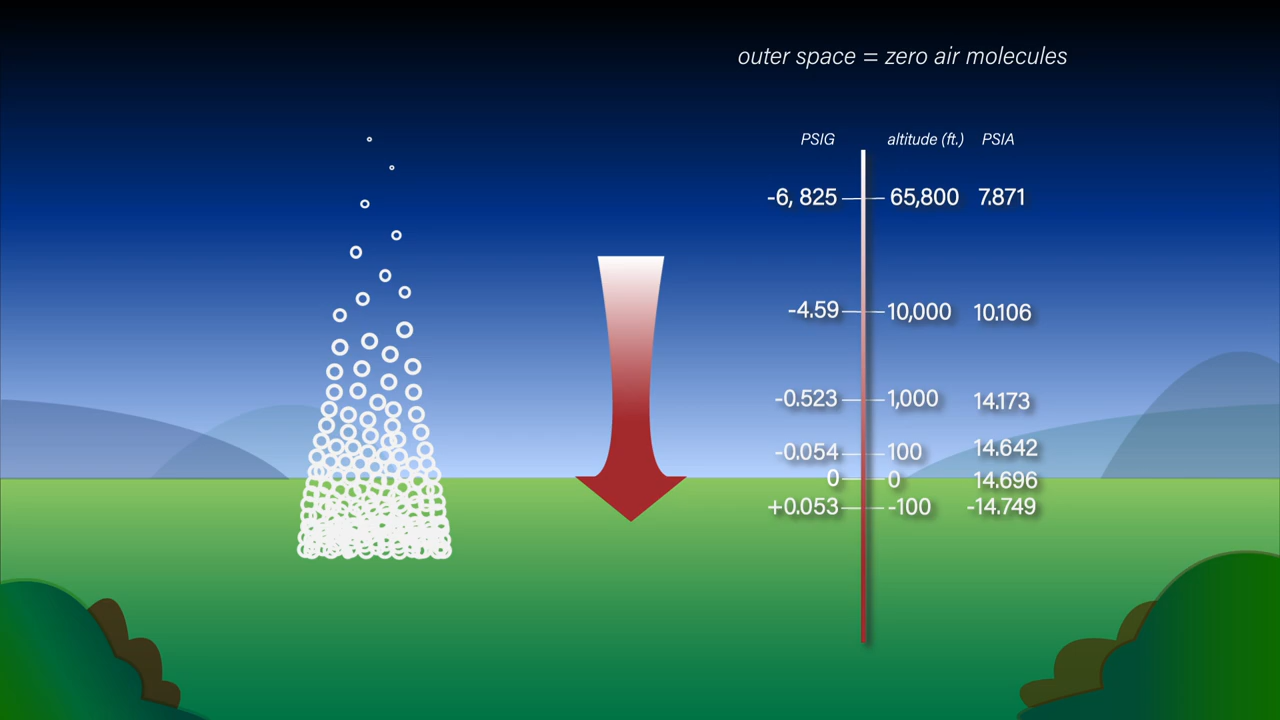 outer space = zero air molecules
PSIG altitude (ft.) PSIA
-6, 825 65,800 7.871
-4.59 10,000 10.106
-0.523 1,000 14.173
-0.054 100 14.642
0 0 14.696
+0.053 -100 -14.749